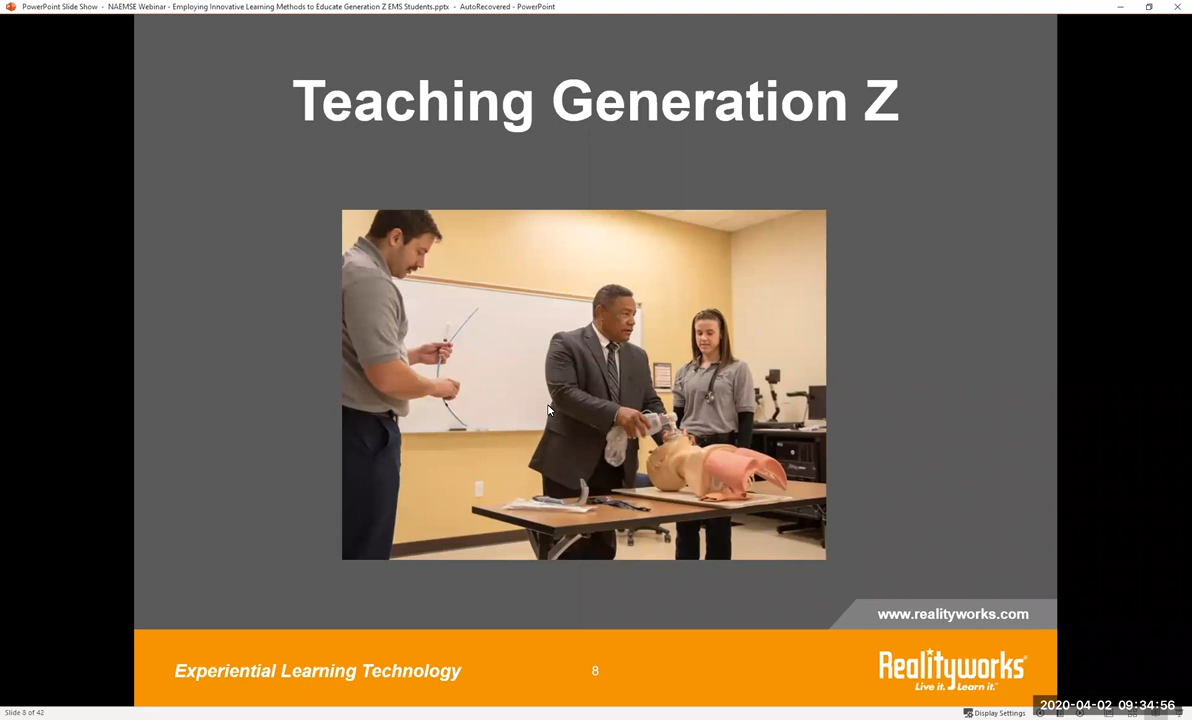 PowerPoint Slide Show - NAEMSE Webinar - Employing Innovative Learning Methods to Educate Generation Z EMS Students.pptx - AutoRecovered - PowerPoint
Teaching Generation Z
www.realityworks.com
Experiential Learning Technology
8
Realityworks®
Live it. Learn it.™
2020-04-02 09:34:56
Slide 8 of 42
Display Settings